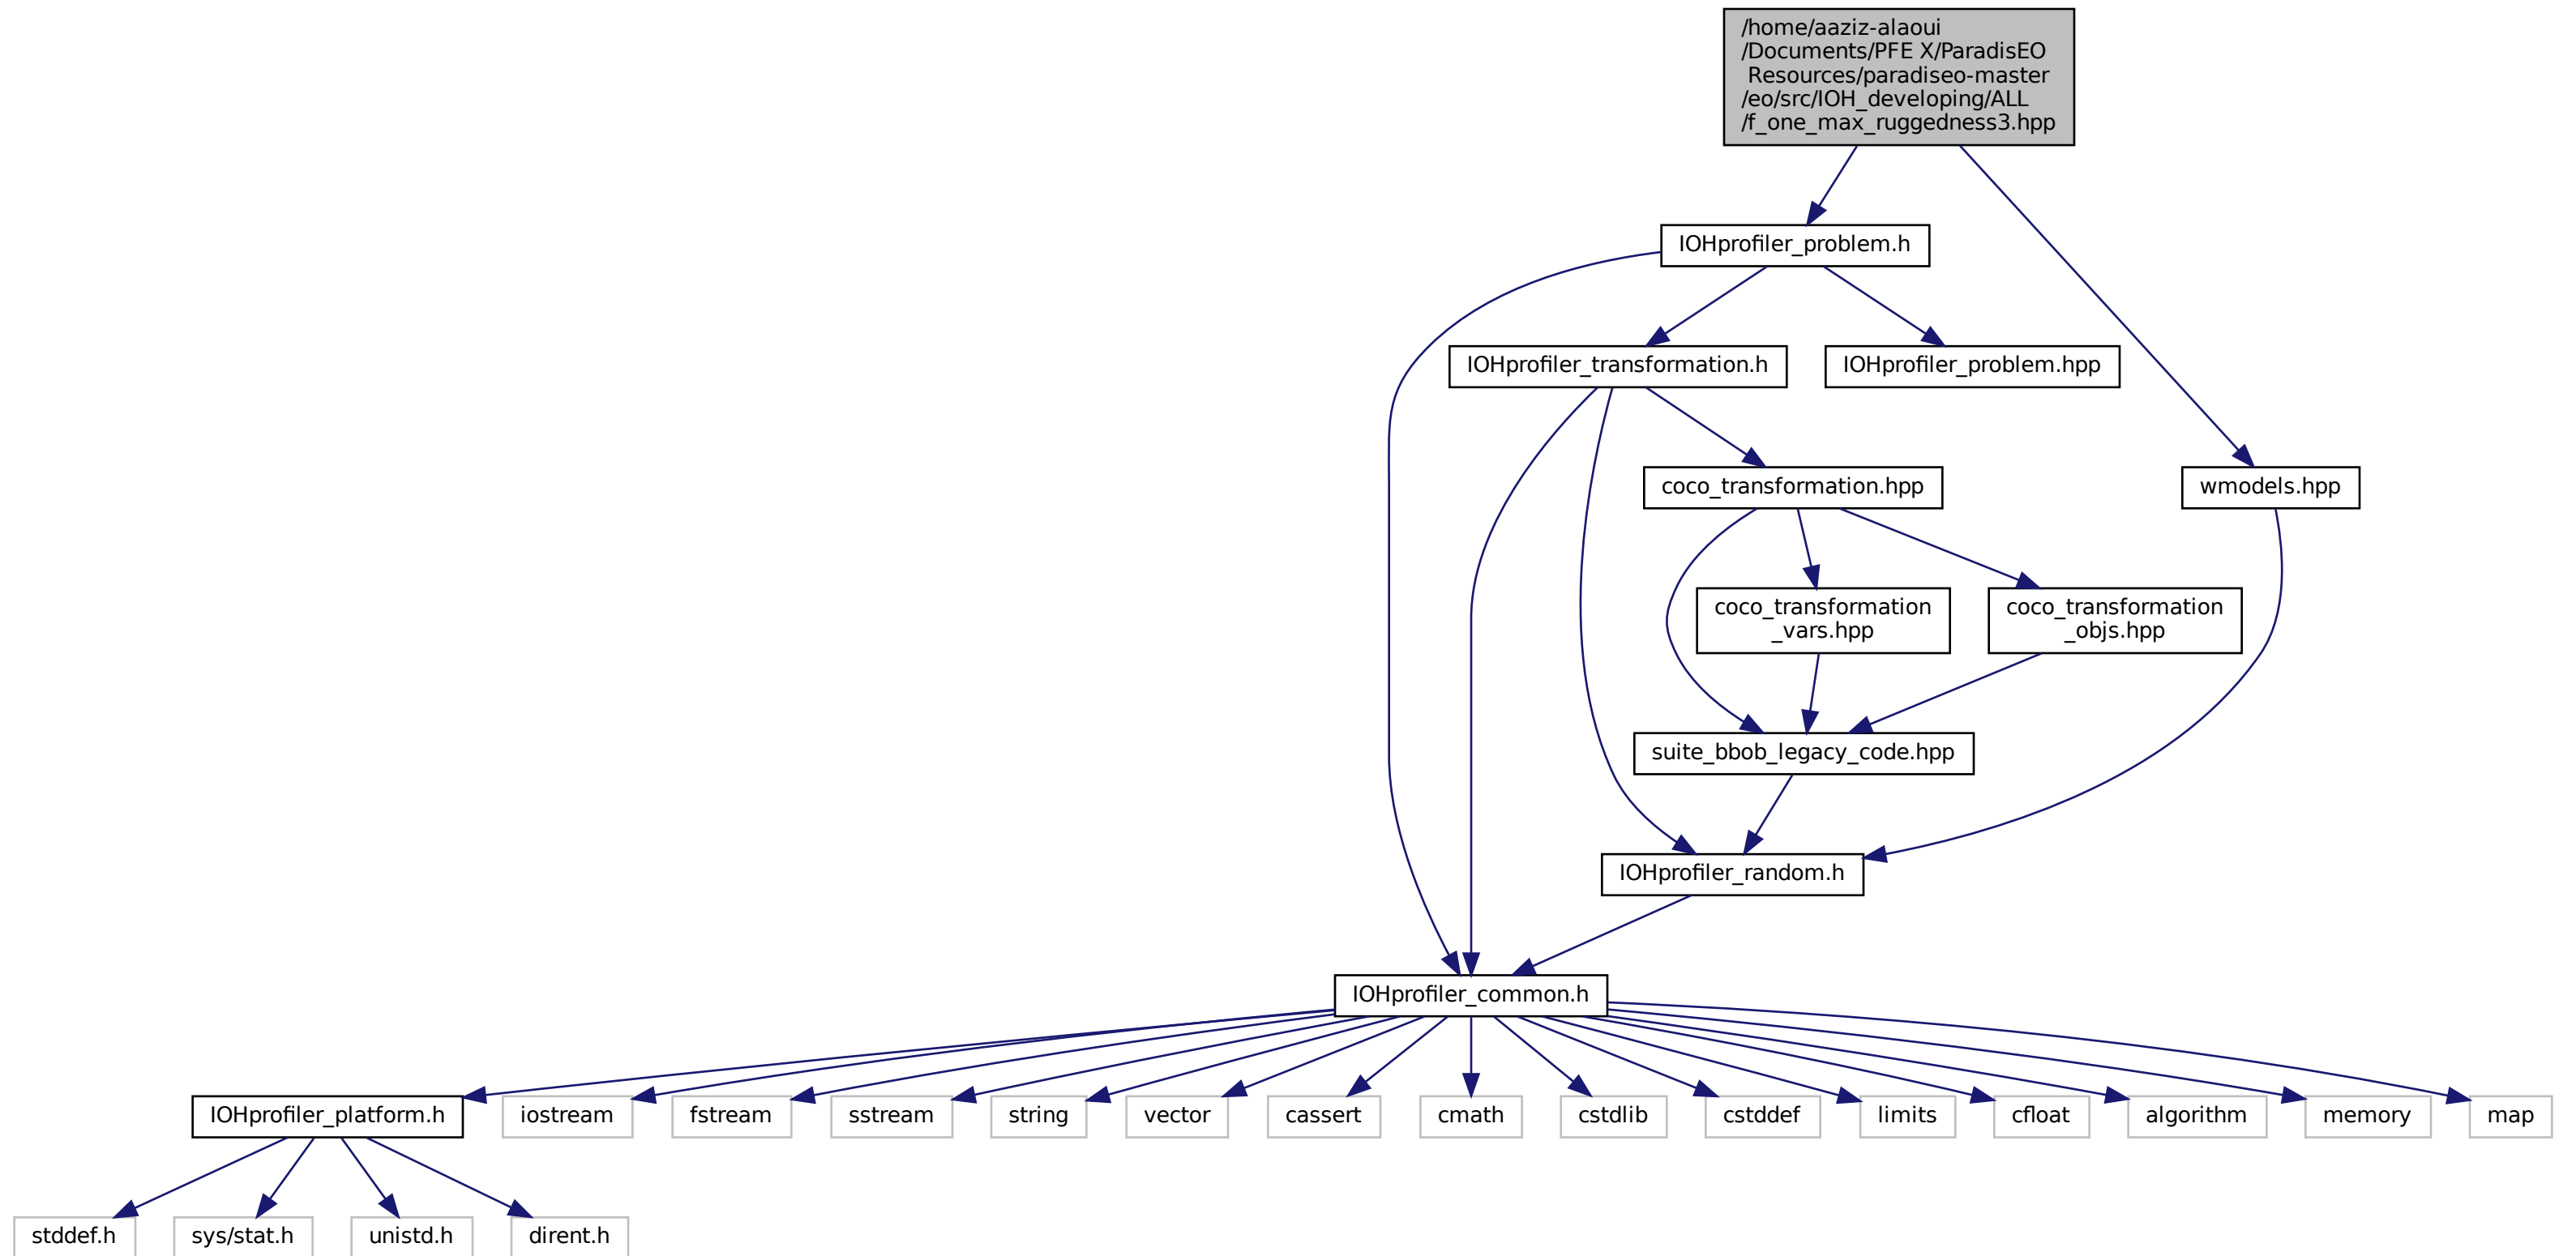 /home/aaziz-alaoui
/Documents/PFE X/ParadisEO
Resources/paradiseo-master
/eo/src/IOH_developing/ALL
/f_one_max_ruggedness3.hpp
IOHprofiler_problem.h
IOHprofiler_transformation.h
IOHprofiler_problem.hpp
coco_transformation.hpp
wmodels.hpp
coco_transformation
_vars.hpp
coco_transformation
_objs.hpp
suite_bbob_legacy_code.hpp
IOHprofiler_random.h
IOHprofiler_common.h
IOHprofiler_platform.h
iostream
fstream
sstream
string
vector
cassert
cmath
cstdlib
cstddef
limits
cfloat
algorithm
memory
map
stddef.h
sys/stat.h
unistd.h
dirent.h